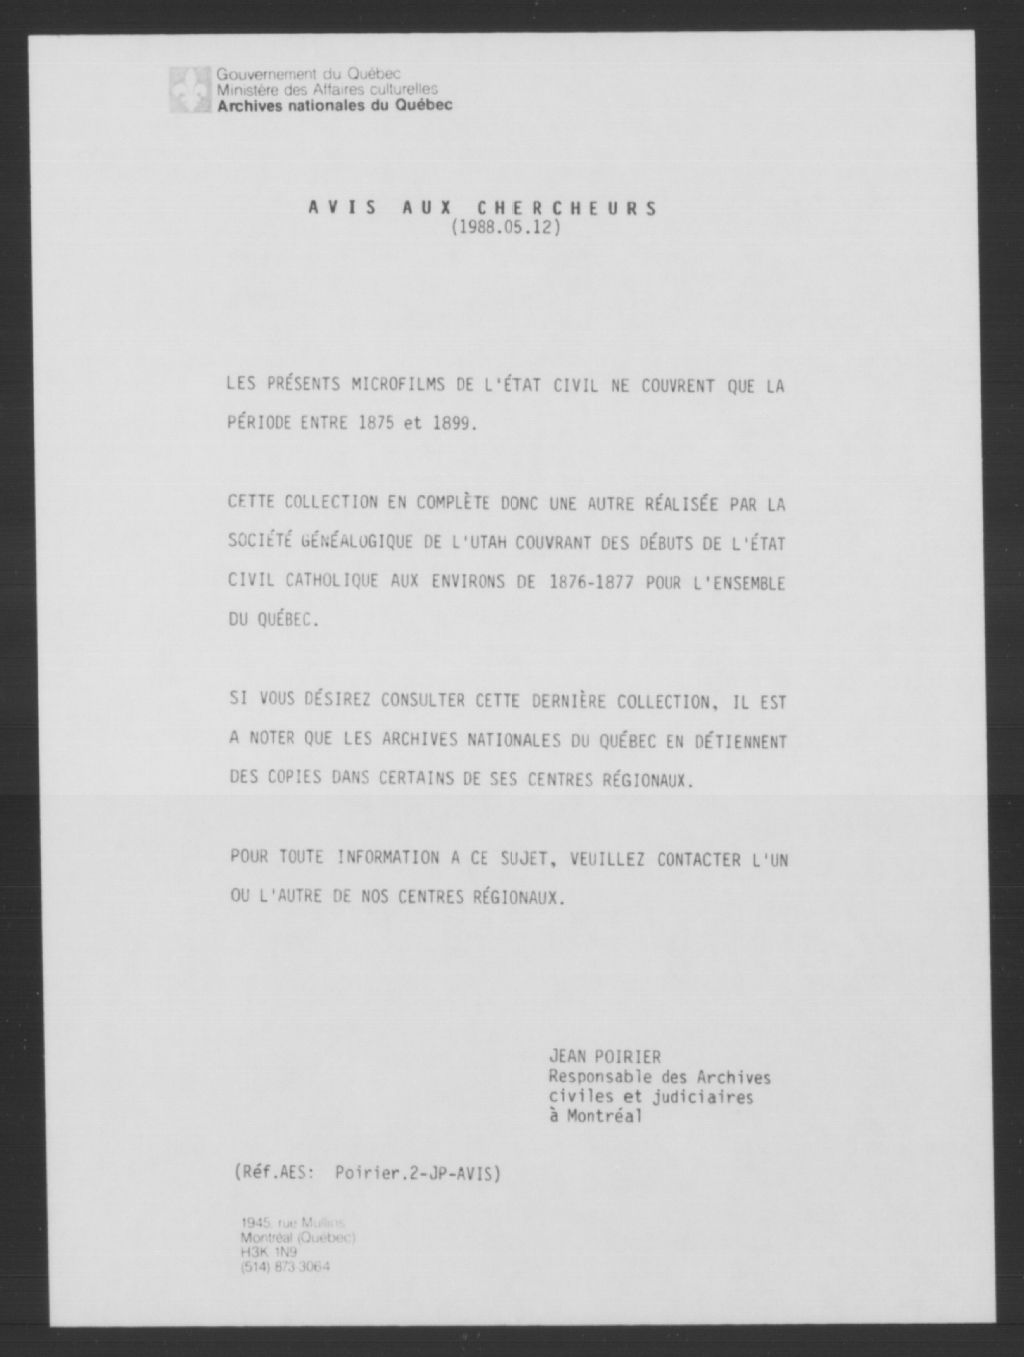 Gouvernement du Québec
Ministère des Affaires culturelles
Archives nationales du Québec
AVIS AUX CHERCHEURS
(1988.05.12)
LES PRÉSENTS MICROFILMS DE L'ÉTAT CIVIL NE COUVRENT QUE LA
PÉRIODE ENTRE 1875 et 1899.
CETTE COLLECTION EN COMPLÈTE DONC UNE AUTRE RÉALISÉE PAR LA
SOCIÉTÉ GÉNÉALOGIQUE DE L'UTAH COUVRANT DES DÉBUTS DE L'ÉTAT
CIVIL CATHOLIQUE AUX ENVIRONS DE 1876-1877 POUR L'ENSEMBLE
DU QUÉBEC.
SI VOUS DÉSIREZ CONSULTER CETTE DERNIÈRE COLLECTION, IL EST
A NOTER QUE LES ARCHIVES NATIONALES DU QUÉBEC EN DÉTIENNENT
DES COPIES DANS CERTAINS DE SES CENTRES RÉGIONAUX.
POUR TOUTE INFORMATION A CE SUJET, VEUILLEZ CONTACTER L'UN
OU L'AUTRE DE NOS CENTRES RÉGIONAUX.
JEAN POIRIER
Responsable des Archives
civiles et judiciaires
à Montréal
(Réf.AES: Poirier.2-JP-AVIS)
1945, rue Mullins
Montréal (Québec)
H3K 1N9
(514) 873-3064